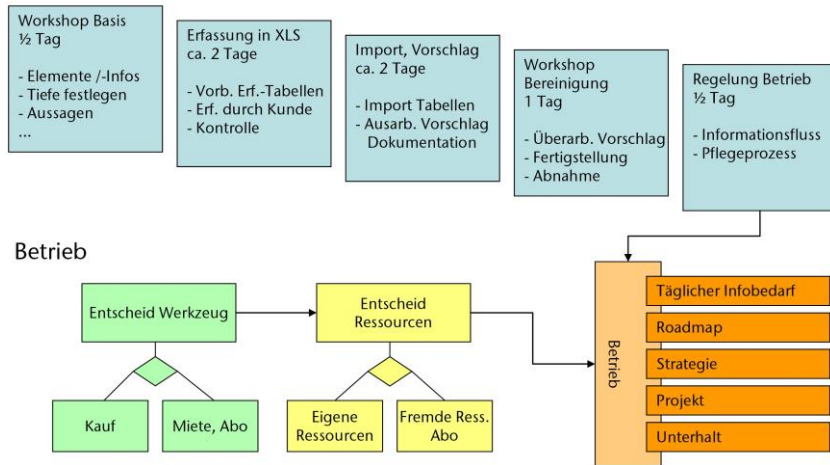 Workshop Basis
½ Tag
- Elemente /-Infos
- Tiefe festlegen
- Aussagen
...
Erfassung in XLS
ca. 2 Tage
- Vorb. Erf.-Tabellen
- Erf. durch Kunde
- Kontrolle
Import, Vorschlag
ca. 2 Tage
- Import Tabellen
- Ausarb. Vorschlag
Dokumentation
Workshop
Bereinigung
1 Tag
- Überarb. Vorschlag
- Fertigstellung
- Abnahme
Regelung Betrieb
½ Tag
- Informationsfluss
- Pflegeprozess
Betrieb
Entscheid Werkzeug
Kauf
Miete, Abo
Entscheid
Ressourcen
Eigene
Ressourcen
Fremde Ress.
Abo
Betrieb
Täglicher Infobedarf
Roadmap
Strategie
Projekt
Unterhalt